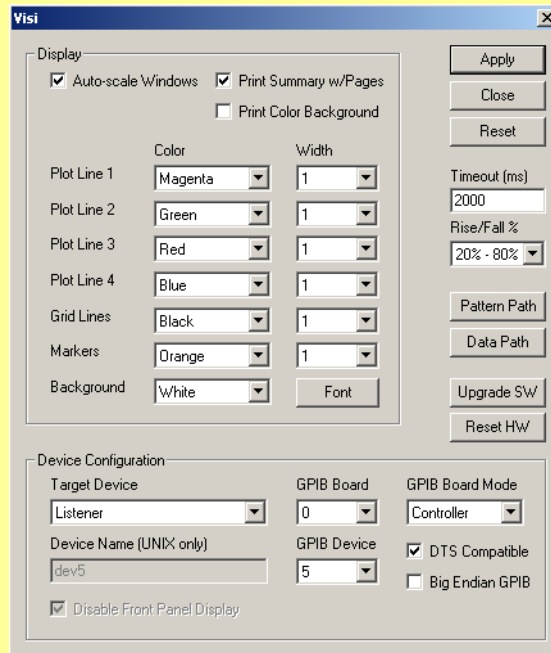 Visi
Display
Auto-scale Windows
Print Summary w/Pages
Print Color Background
Color
Width
Plot Line 1
Magenta
1
Plot Line 2
Green
1
Plot Line 3
Red
1
Plot Line 4
Blue
1
Grid Lines
Black
1
Markers
Orange
1
Background
White
Font
Apply
Close
Reset
Timeout (ms)
2000
Rise/Fall %
20% - 80%
Pattern Path
Data Path
Upgrade SW
Reset HW
Device Configuration
Target Device
Listener
GPIB Board
0
GPIB Board Mode
Controller
Device Name (UNIX only)
dev5
GPIB Device
5
DTS Compatible
Big Endian GPIB
Disable Front Panel Display